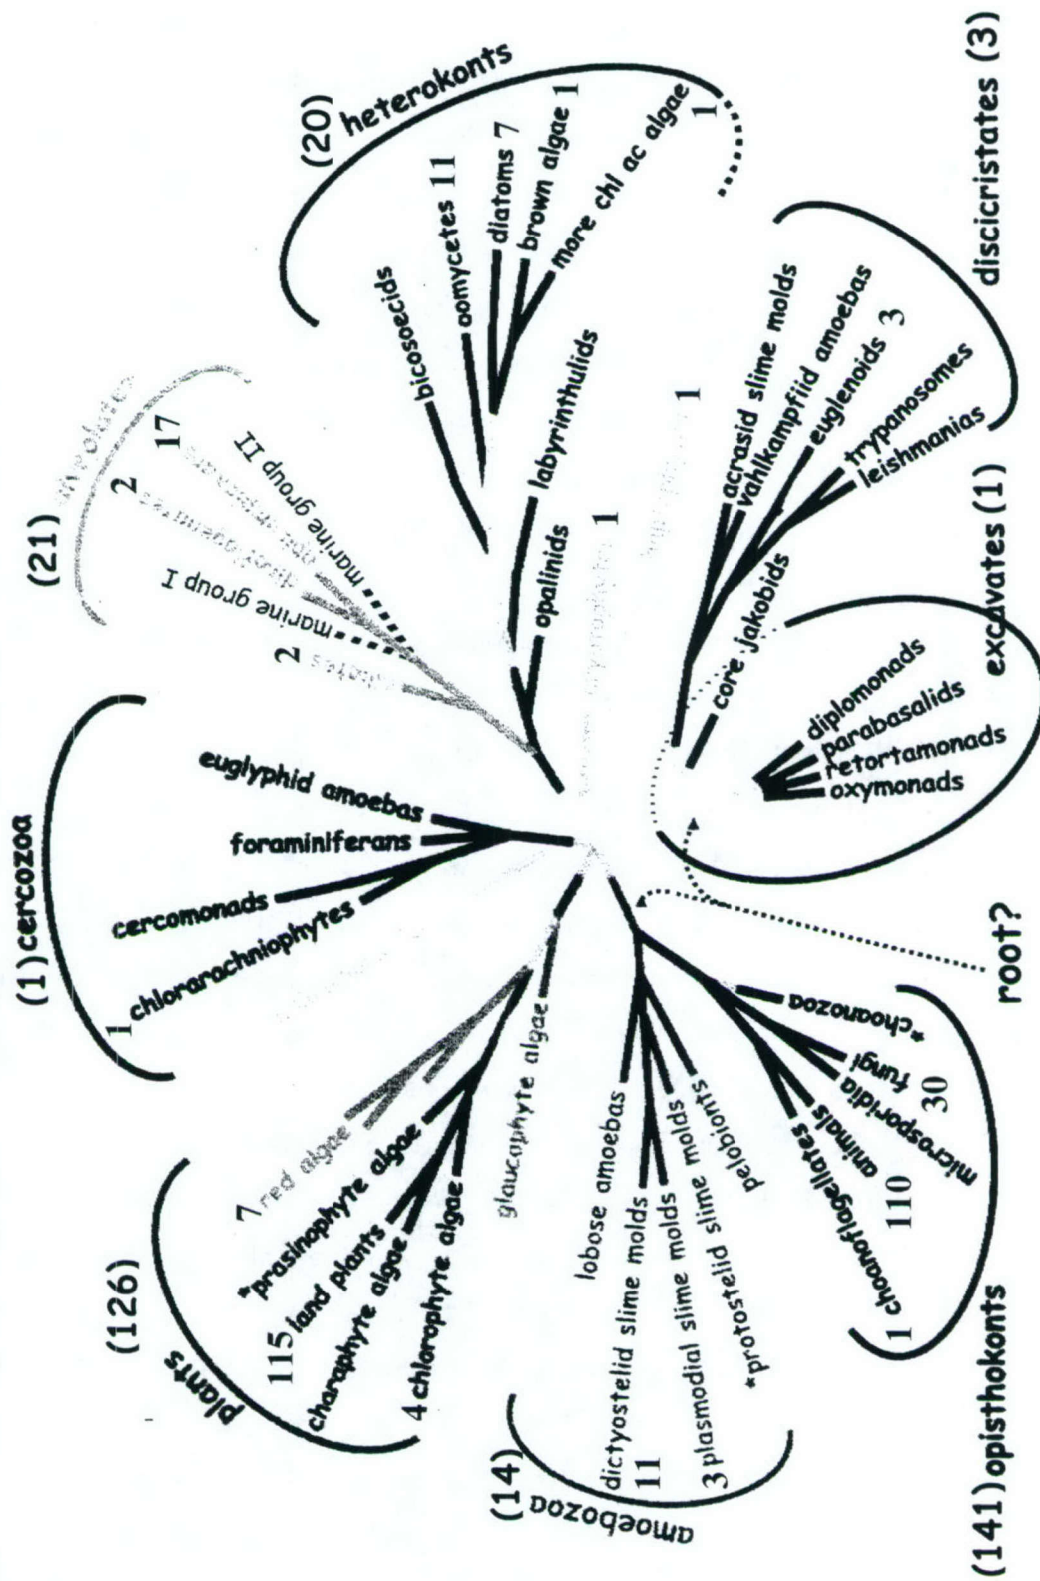 (1) cercozoa
1 chlorarachniophytes
cercomonads
foraminiferans
euglyphid amoebas
(21)
2
marine group I
2
17
marine group II
(20)
heterokonts
bicosoecids
oomycetes 11
diatoms 7
brown algae 1
more chl ac algae
1
labyrinthulids
opalinids
1
1
discicristates (3)
acrasid slime molds
vahlkampfiid amoebas
euglenoids 3
trypanosomes
leishmanias
excavates (1)
core jakobids
diplomonads
parabasalids
retortamonads
oxymonads
root?
(141) opisthokonts
*choanozoa
fungi
30
microsporidia
animals
110
1 choanoflagellates
(14)
amoebozoa
lobose amoebas
dictyostelid slime molds
11
3 plasmodial slime molds
*protostelid slime molds
pelobionts
(126)
plants
7 red algae
*prasinophyte algae
115 land plants
charaphyte algae
4 chlorophyte algae
glaucophyte algae